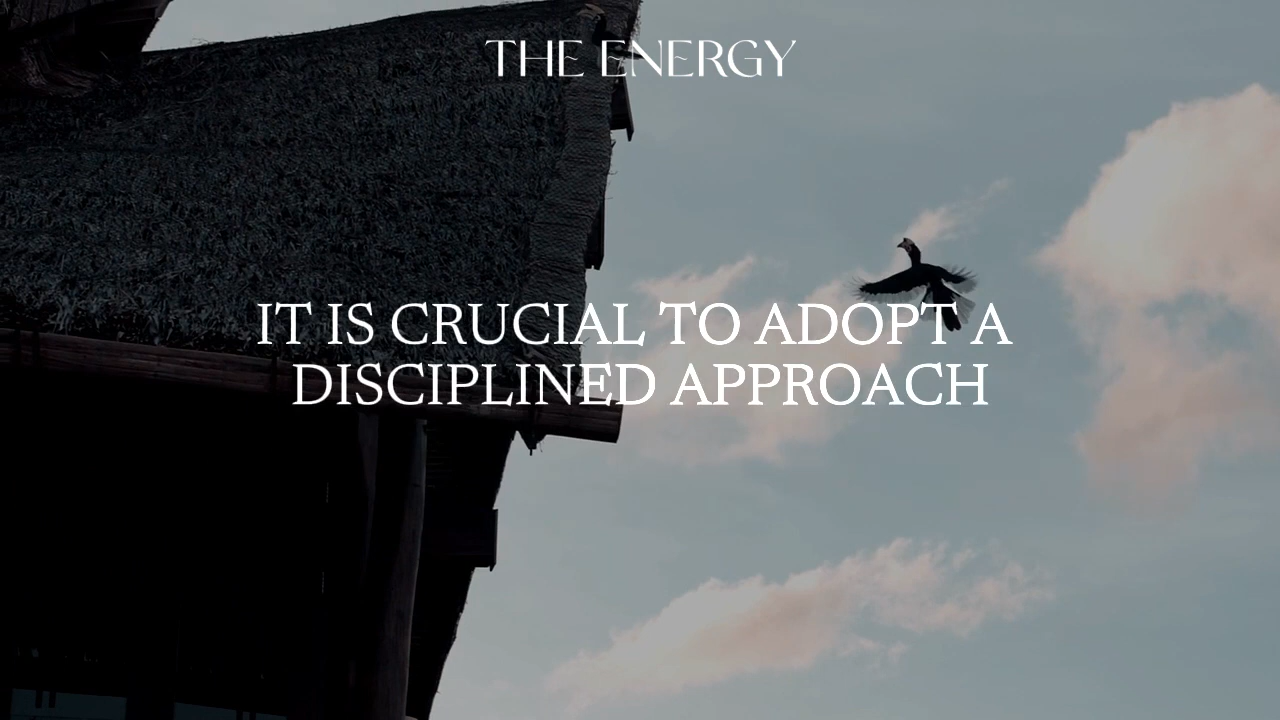 THE ENERGY
IT IS CRUCIAL TO ADOPT A
DISCIPLINED APPROACH